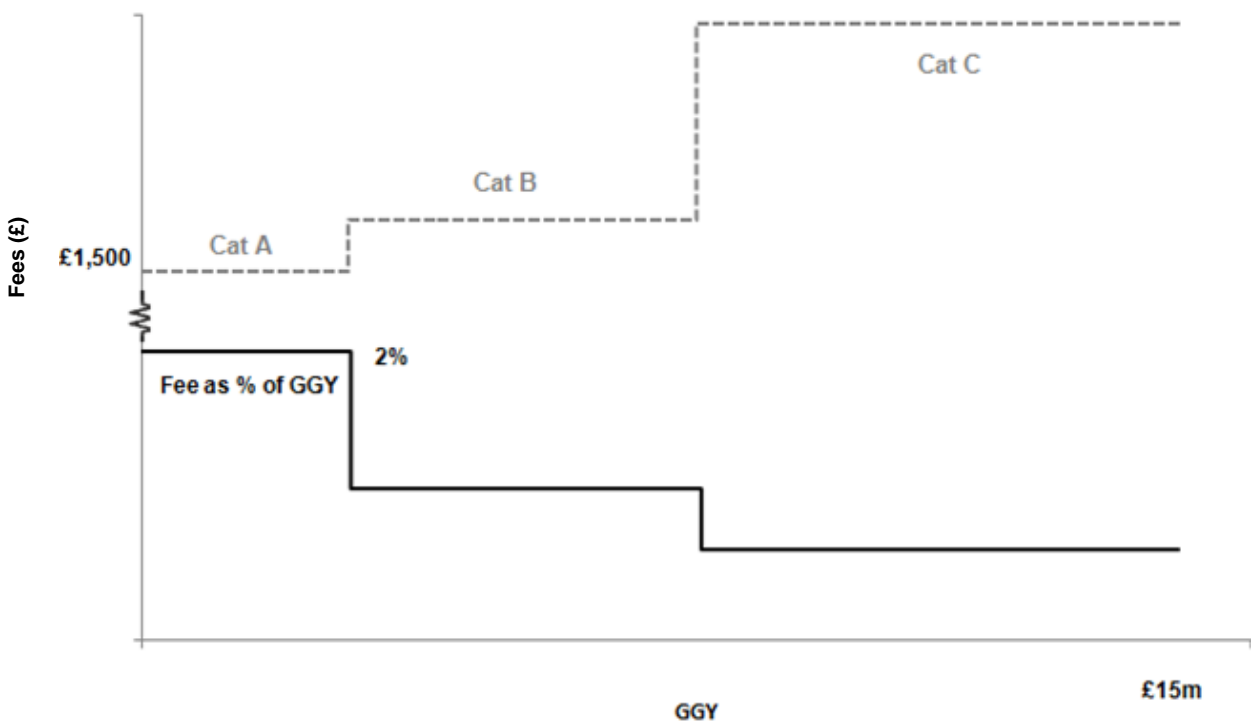 Cat C
Cat B
Cat A
Fees (£)
£1,500
2%
Fee as % of GGY
£15m
GGY